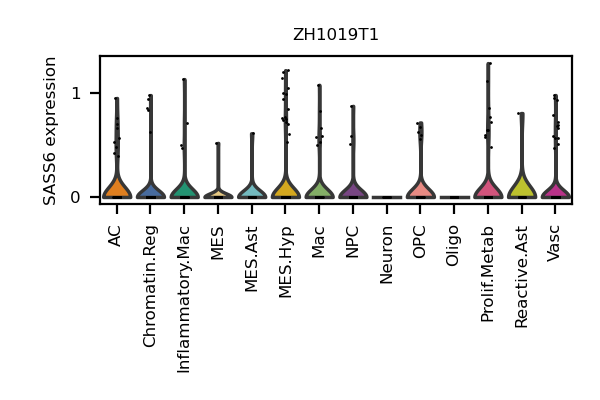 ZH1019T1
SASS6 expression
1
0
AC
Chromatin.Reg
Inflammatory.Mac
MES
MES.Ast
MES.Hyp
Mac
NPC
Neuron
OPC
Oligo
Prolif.Metab
Reactive.Ast
Vasc